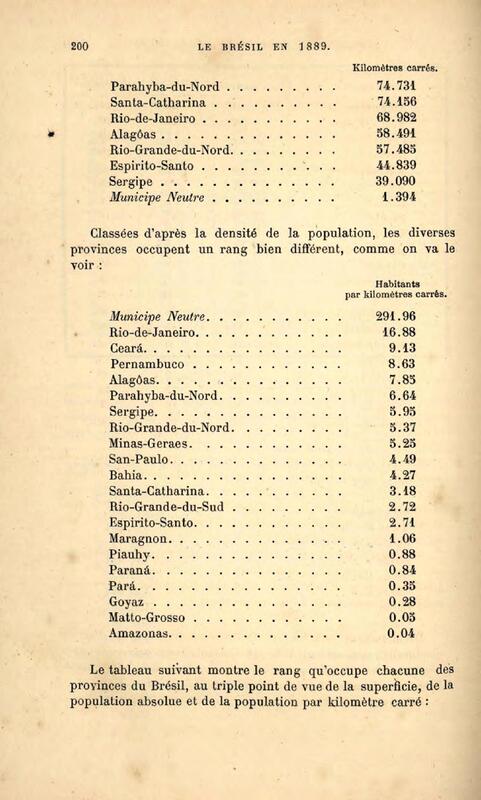 200 LE BRÉSIL EN 1889.
Kilomètres carrés.
Parahyba-du-Nord . . . . . . . . . 74.731
Santa-Catharina . . . . . . . . . . 74.156
Rio-de-Janeiro . . . . . . . . . . 68.982
Alagôas . . . . . . . . . . . . . 58.491
Rio-Grande-du-Nord. . . . . . . . . 57.485
Espirito-Santo . . . . . . . . . . 44.839
Sergipe . . . . . . . . . . . . . 39.090
Municipe Neutre . . . . . . . . . . 1.394
Classées d'après la densité de la population, les diverses
provinces occupent un rang bien différent, comme on va le
voir :
Habitants
par kilomètres carrés.
Municipe Neutre. . . . . . . . . . . 291.96
Rio-de-Janeiro. . . . . . . . . . . . 16.88
Ceará. . . . . . . . . . . . . . . 9.13
Pernambuco . . . . . . . . . . . . 8.63
Alagôas. . . . . . . . . . . . . . 7.85
Parahyba-du-Nord. . . . . . . . . . 6.64
Sergipe. . . . . . . . . . . . . . 5.95
Rio-Grande-du-Nord. . . . . . . . . 5.37
Minas-Geraes. . . . . . . . . . . . 5.25
San-Paulo. . . . . . . . . . . . . 4.49
Bahia. . . . . . . . . . . . . . . 4.27
Santa-Catharina. . . . . . . . . . . 3.18
Rio-Grande-du-Sud . . . . . . . . . 2.72
Espirito-Santo. . . . . . . . . . . . 2.71
Maragnon. . . . . . . . . . . . . 1.06
Piauhy. . . . . . . . . . . . . . 0.88
Paraná. . . . . . . . . . . . . . 0.84
Pará. . . . . . . . . . . . . . . 0.35
Goyaz . . . . . . . . . . . . . . 0.28
Matto-Grosso . . . . . . . . . . . 0.05
Amazonas. . . . . . . . . . . . . 0.04
Le tableau suivant montre le rang qu'occupe chacune des
provinces du Brésil, au triple point de vue de la superficie, de la
population absolue et de la population par kilomètre carré :